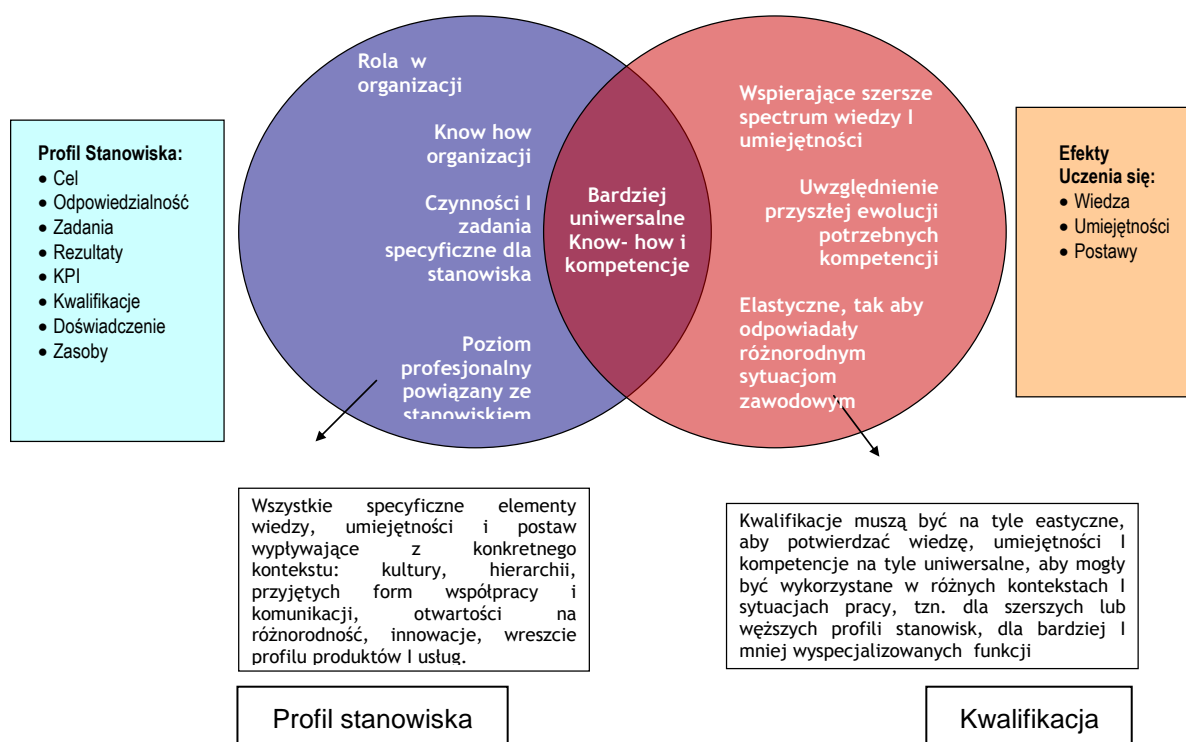 Profil Stanowiska:
● Cel
● Odpowiedzialność
● Zadania
● Rezultaty
● KPI
● Kwalifikacje
● Doświadczenie
● Zasoby
Rola w
organizacji
Know how
organizacji
Czynności I
zadania
specyficzne dla
stanowiska
Poziom
profesjonalny
powiązany ze
stanowiskiem
Bardziej
uniwersalne
Know- how i
kompetencje
Wspierające szersze
spectrum wiedzy I
umiejętności
Uwzględnienie
przyszłej ewolucji
potrzebnych
kompetencji
Elastyczne, tak aby
odpowiadały
różnorodnym
sytuacjom
zawodowym
Efekty
Uczenia się:
● Wiedza
● Umiejętności
● Postawy
Wszystkie specyficzne elementy
wiedzy, umiejętności i postaw
wypływające z konkretnego
kontekstu: kultury, hierarchii,
przyjętych form współpracy i
komunikacji, otwartości na
różnorodność, innowacje, wreszcie
profilu produktów I usług.
Kwalifikacje muszą być na tyle eastyczne,
aby potwierdzać wiedzę, umiejętności I
kompetencje na tyle uniwersalne, aby mogły
być wykorzystane w różnych kontekstach I
sytuacjach pracy, tzn. dla szerszych lub
węższych profili stanowisk, dla bardziej I
mniej wyspecjalizowanych funkcji
Profil stanowiska
Kwalifikacja